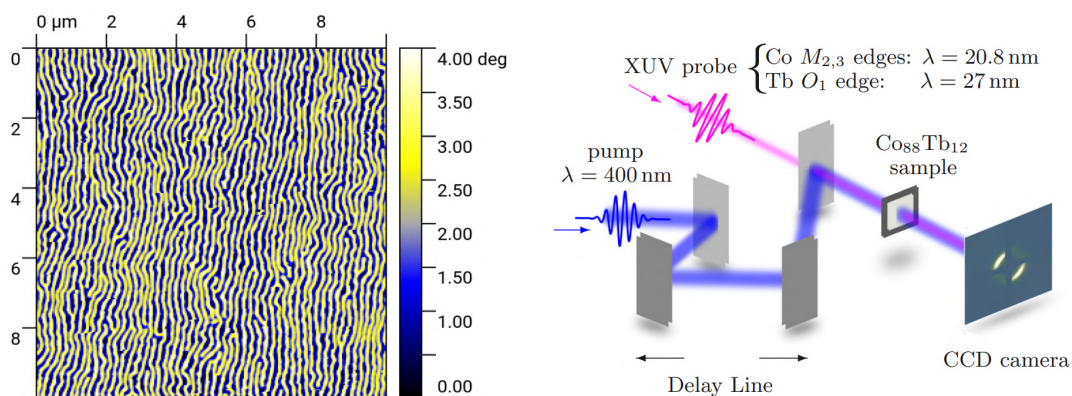 0 µm 2 4 6 8
0
2
4
6
8
4.00 deg
3.50
3.00
2.50
2.00
1.50
1.00
0.00
XUV probe
Co M2,3 edges: λ = 20.8 nm
Tb O1 edge: λ = 27 nm
pump
λ = 400 nm
Co88Tb12
sample
CCD camera
Delay Line